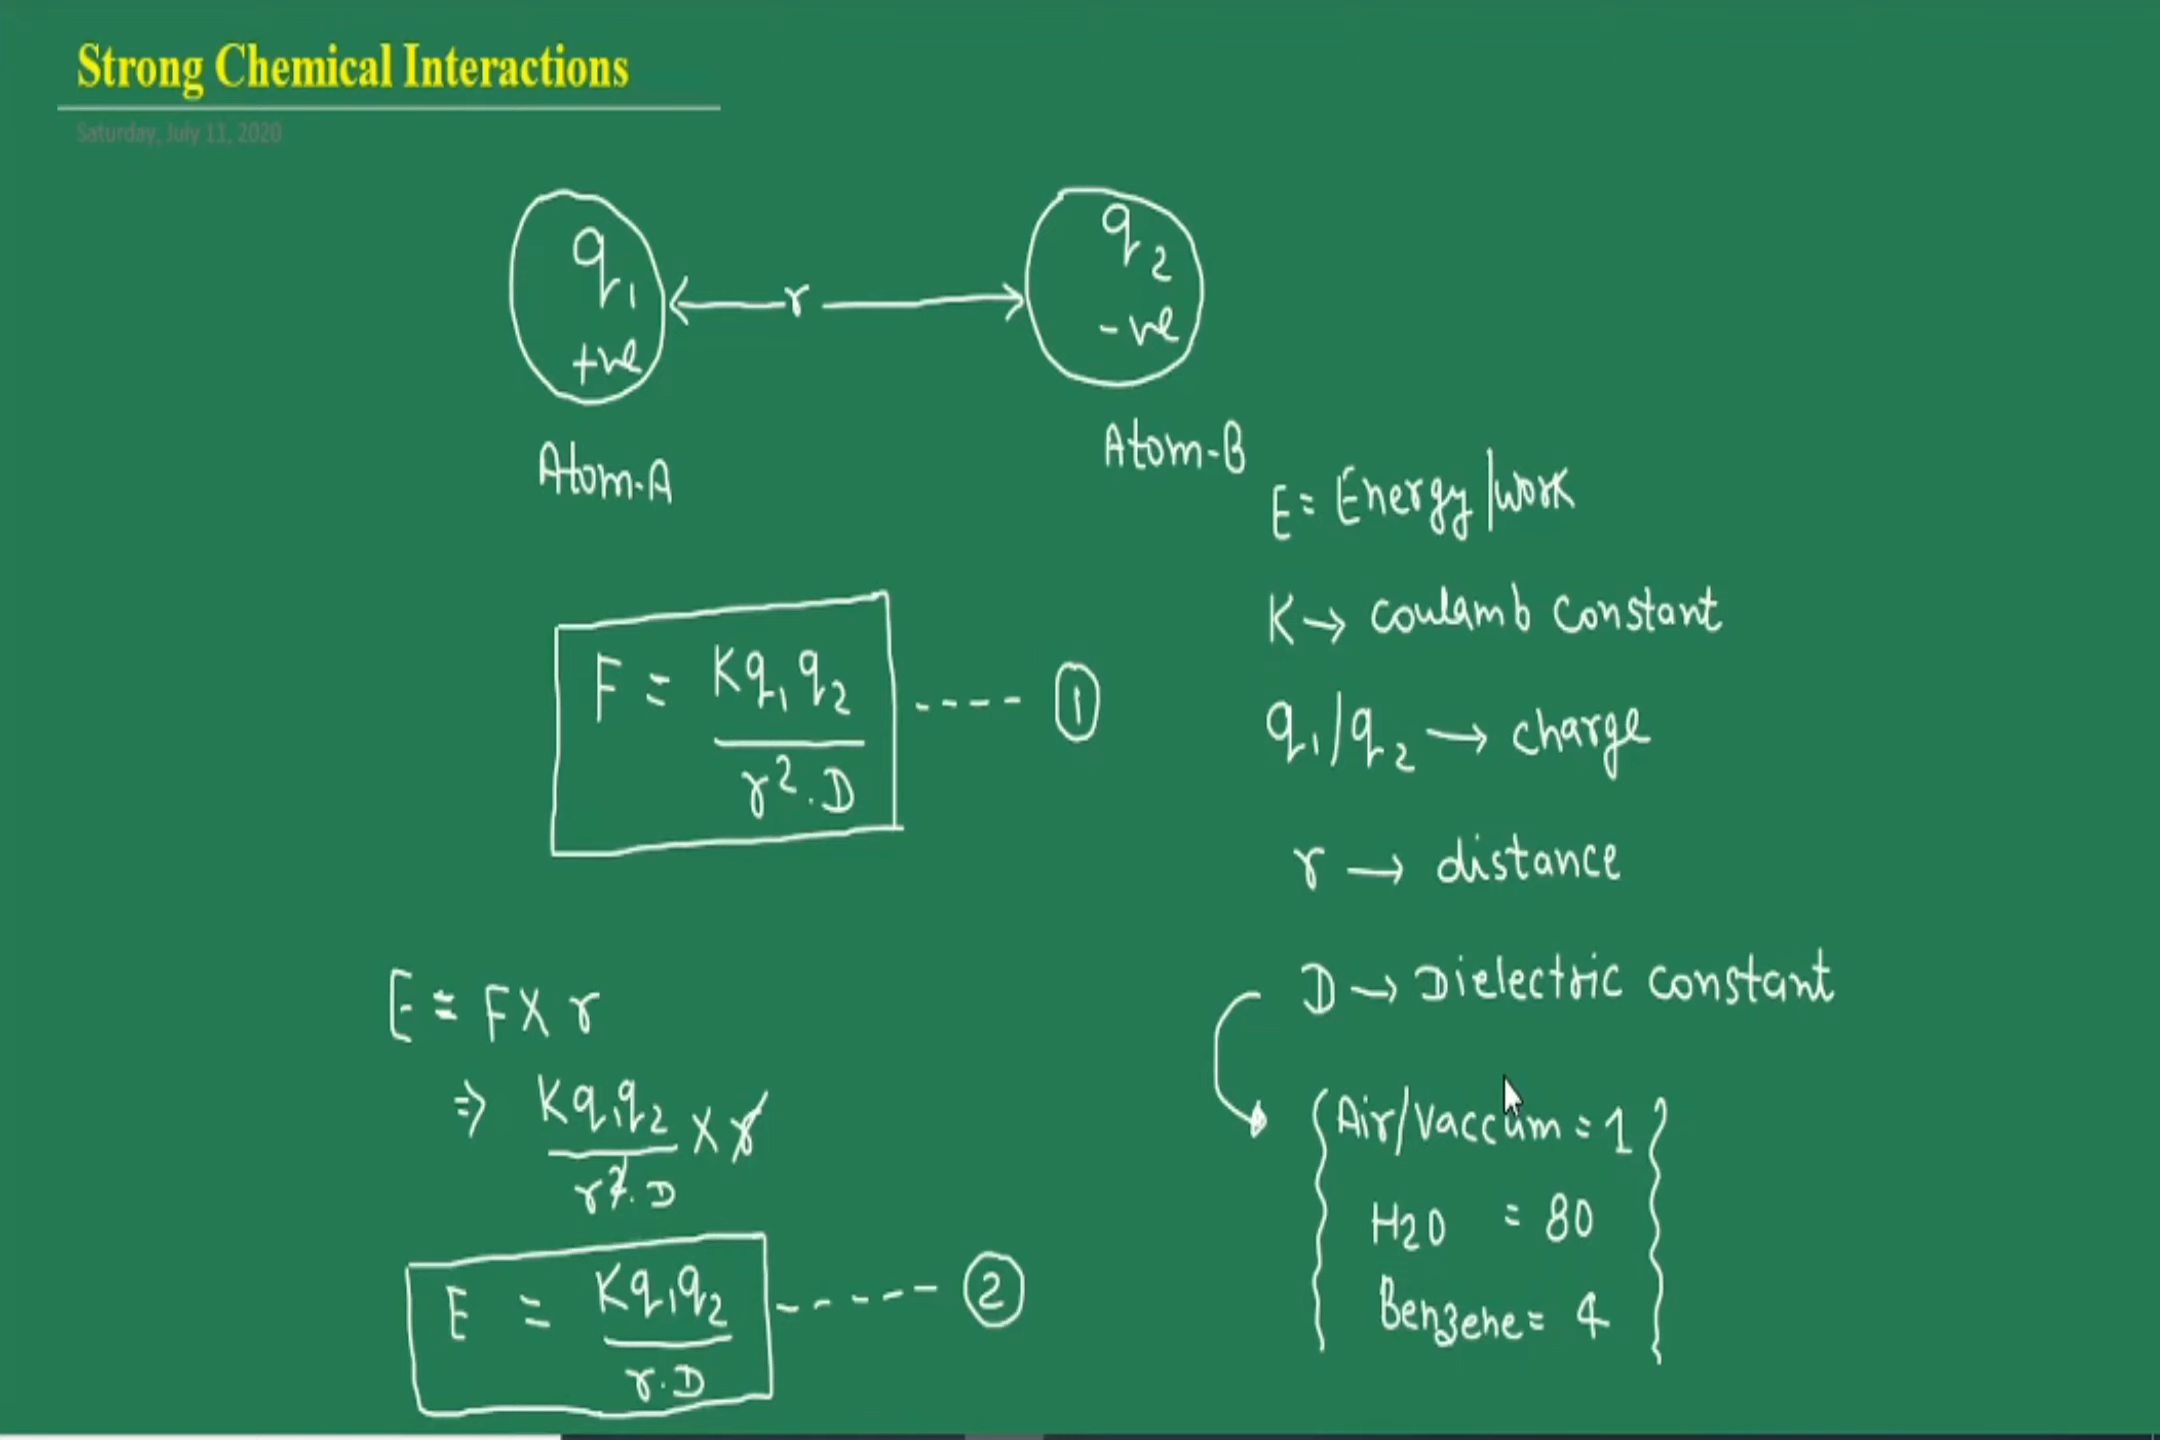 Strong Chemical Interactions
Saturday, July 11, 2020
q1
+ve
r
q2
-ve
Atom-A
Atom-B
F = Kq1q2 / r².D ---- ①
E = F X r
⇒ Kq1q2 / r².D X r
E = Kq1q2 / r.D ------ ②
E = Energy/work
K → coulamb constant
q1/q2 → charge
r → distance
D → Dielectric constant
Air/vaccum = 1
H2O = 80
Benzene = 4